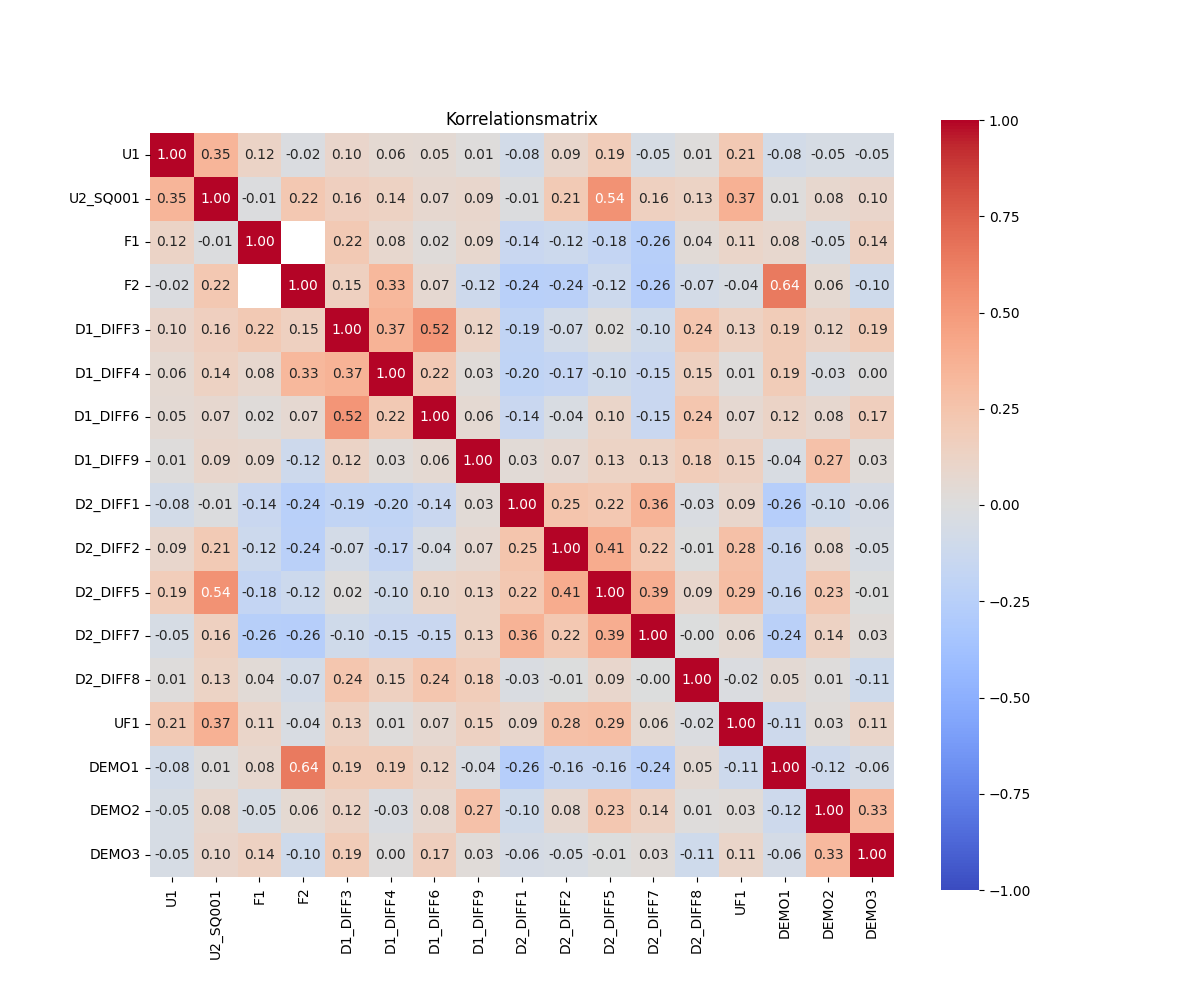 Korrelationsmatrix
U1 1.00 0.35 0.12 -0.02 0.10 0.06 0.05 0.01 -0.08 0.09 0.19 -0.05 0.01 0.21 -0.08 -0.05 -0.05
U2_SQ001 0.35 1.00 -0.01 0.22 0.16 0.14 0.07 0.09 -0.01 0.21 0.54 0.16 0.13 0.37 0.01 0.08 0.10
F1 0.12 -0.01 1.00 0.22 0.08 0.02 0.09 -0.14 -0.12 -0.18 -0.26 0.04 0.11 0.08 -0.05 0.14
F2 -0.02 0.22 1.00 0.15 0.33 0.07 -0.12 -0.24 -0.24 -0.12 -0.26 -0.07 -0.04 0.64 0.06 -0.10
D1_DIFF3 0.10 0.16 0.22 0.15 1.00 0.37 0.52 0.12 -0.19 -0.07 0.02 -0.10 0.24 0.13 0.19 0.12 0.19
D1_DIFF4 0.06 0.14 0.08 0.33 0.37 1.00 0.22 0.03 -0.20 -0.17 -0.10 -0.15 0.15 0.01 0.19 -0.03 0.00
D1_DIFF6 0.05 0.07 0.02 0.07 0.52 0.22 1.00 0.06 -0.14 -0.04 0.10 -0.15 0.24 0.07 0.12 0.08 0.17
D1_DIFF9 0.01 0.09 0.09 -0.12 0.12 0.03 0.06 1.00 0.03 0.07 0.13 0.13 0.18 0.15 -0.04 0.27 0.03
D2_DIFF1 -0.08 -0.01 -0.14 -0.24 -0.19 -0.20 -0.14 0.03 1.00 0.25 0.22 0.36 -0.03 0.09 -0.26 -0.10 -0.06
D2_DIFF2 0.09 0.21 -0.12 -0.24 -0.07 -0.17 -0.04 0.07 0.25 1.00 0.41 0.22 -0.01 0.28 -0.16 0.08 -0.05
D2_DIFF5 0.19 0.54 -0.18 -0.12 0.02 -0.10 0.10 0.13 0.22 0.41 1.00 0.39 0.09 0.29 -0.16 0.23 -0.01
D2_DIFF7 -0.05 0.16 -0.26 -0.26 -0.10 -0.15 -0.15 0.13 0.36 0.22 0.39 1.00 -0.00 0.06 -0.24 0.14 0.03
D2_DIFF8 0.01 0.13 0.04 -0.07 0.24 0.15 0.24 0.18 -0.03 -0.01 0.09 -0.00 1.00 -0.02 0.05 0.01 -0.11
UF1 0.21 0.37 0.11 -0.04 0.13 0.01 0.07 0.15 0.09 0.28 0.29 0.06 -0.02 1.00 -0.11 0.03 0.11
DEMO1 -0.08 0.01 0.08 0.64 0.19 0.19 0.12 -0.04 -0.26 -0.16 -0.16 -0.24 0.05 -0.11 1.00 -0.12 -0.06
DEMO2 -0.05 0.08 -0.05 0.06 0.12 -0.03 0.08 0.27 -0.10 0.08 0.23 0.14 0.01 0.03 -0.12 1.00 0.33
DEMO3 -0.05 0.10 0.14 -0.10 0.19 0.00 0.17 0.03 -0.06 -0.05 -0.01 0.03 -0.11 0.11 -0.06 0.33 1.00
U1 U2_SQ001 F1 F2 D1_DIFF3 D1_DIFF4 D1_DIFF6 D1_DIFF9 D2_DIFF1 D2_DIFF2 D2_DIFF5 D2_DIFF7 D2_DIFF8 UF1 DEMO1 DEMO2 DEMO3
1.00
0.75
0.50
0.25
0.00
−0.25
−0.50
−0.75
−1.00